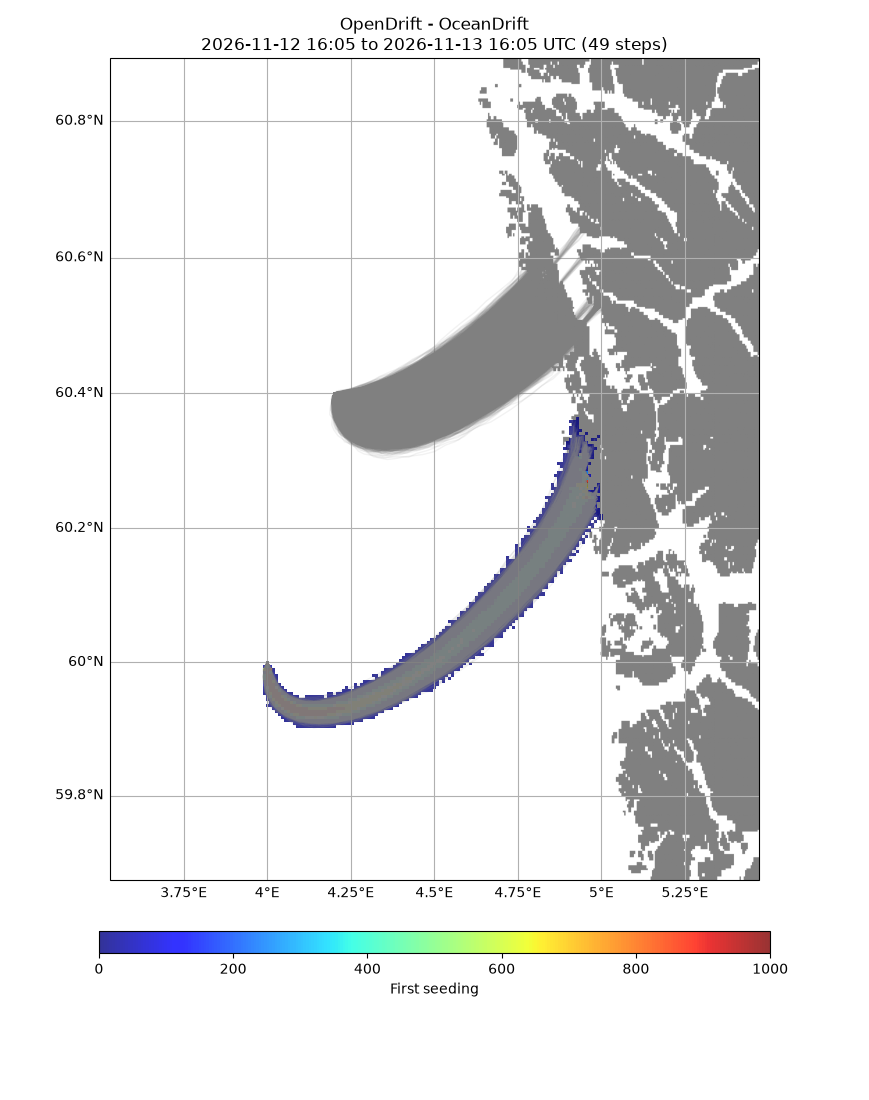 OpenDrift - OceanDrift
2026-11-12 16:05 to 2026-11-13 16:05 UTC (49 steps)
60.8°N
60.6°N
60.4°N
60.2°N
60°N
59.8°N
3.75°E 4°E 4.25°E 4.5°E 4.75°E 5°E 5.25°E
0 200 400 600 800 1000
First seeding